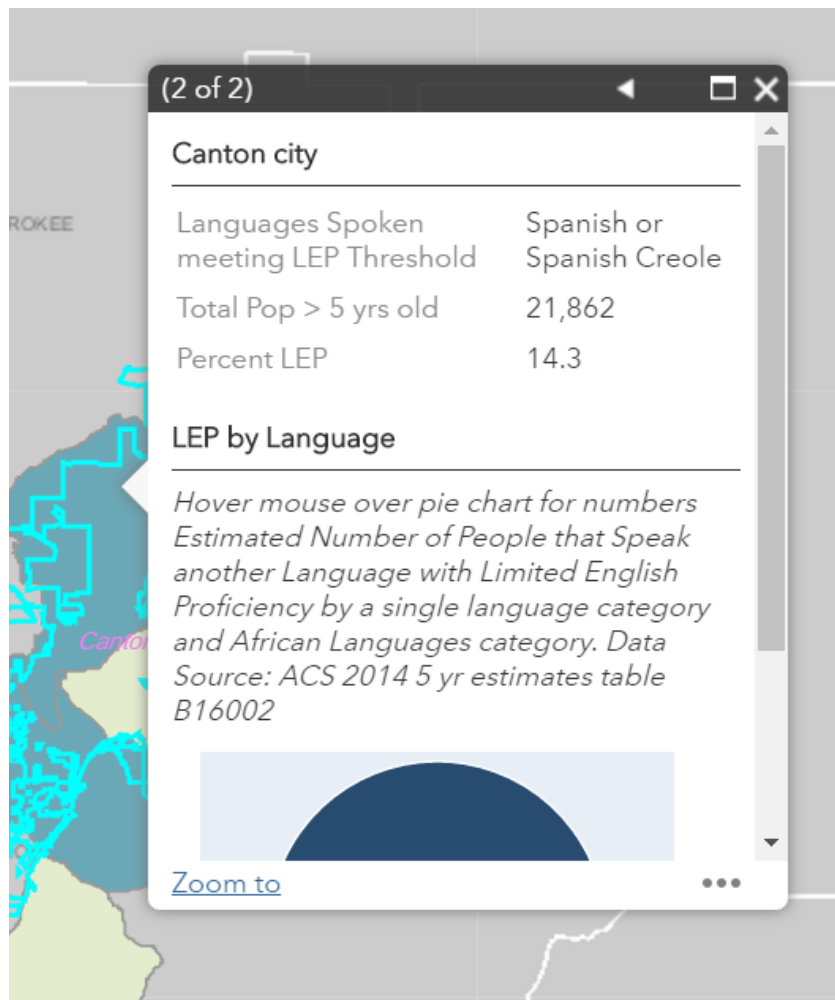 (2 of 2)
Canton city
ROKEE
Languages Spoken
meeting LEP Threshold
Spanish or
Spanish Creole
Total Pop > 5 yrs old
21,862
Percent LEP
14.3
LEP by Language
Hover mouse over pie chart for numbers
Estimated Number of People that Speak
another Language with Limited English
Proficiency by a single language category
and African Languages category. Data
Source: ACS 2014 5 yr estimates table
B16002
Canton
Zoom to